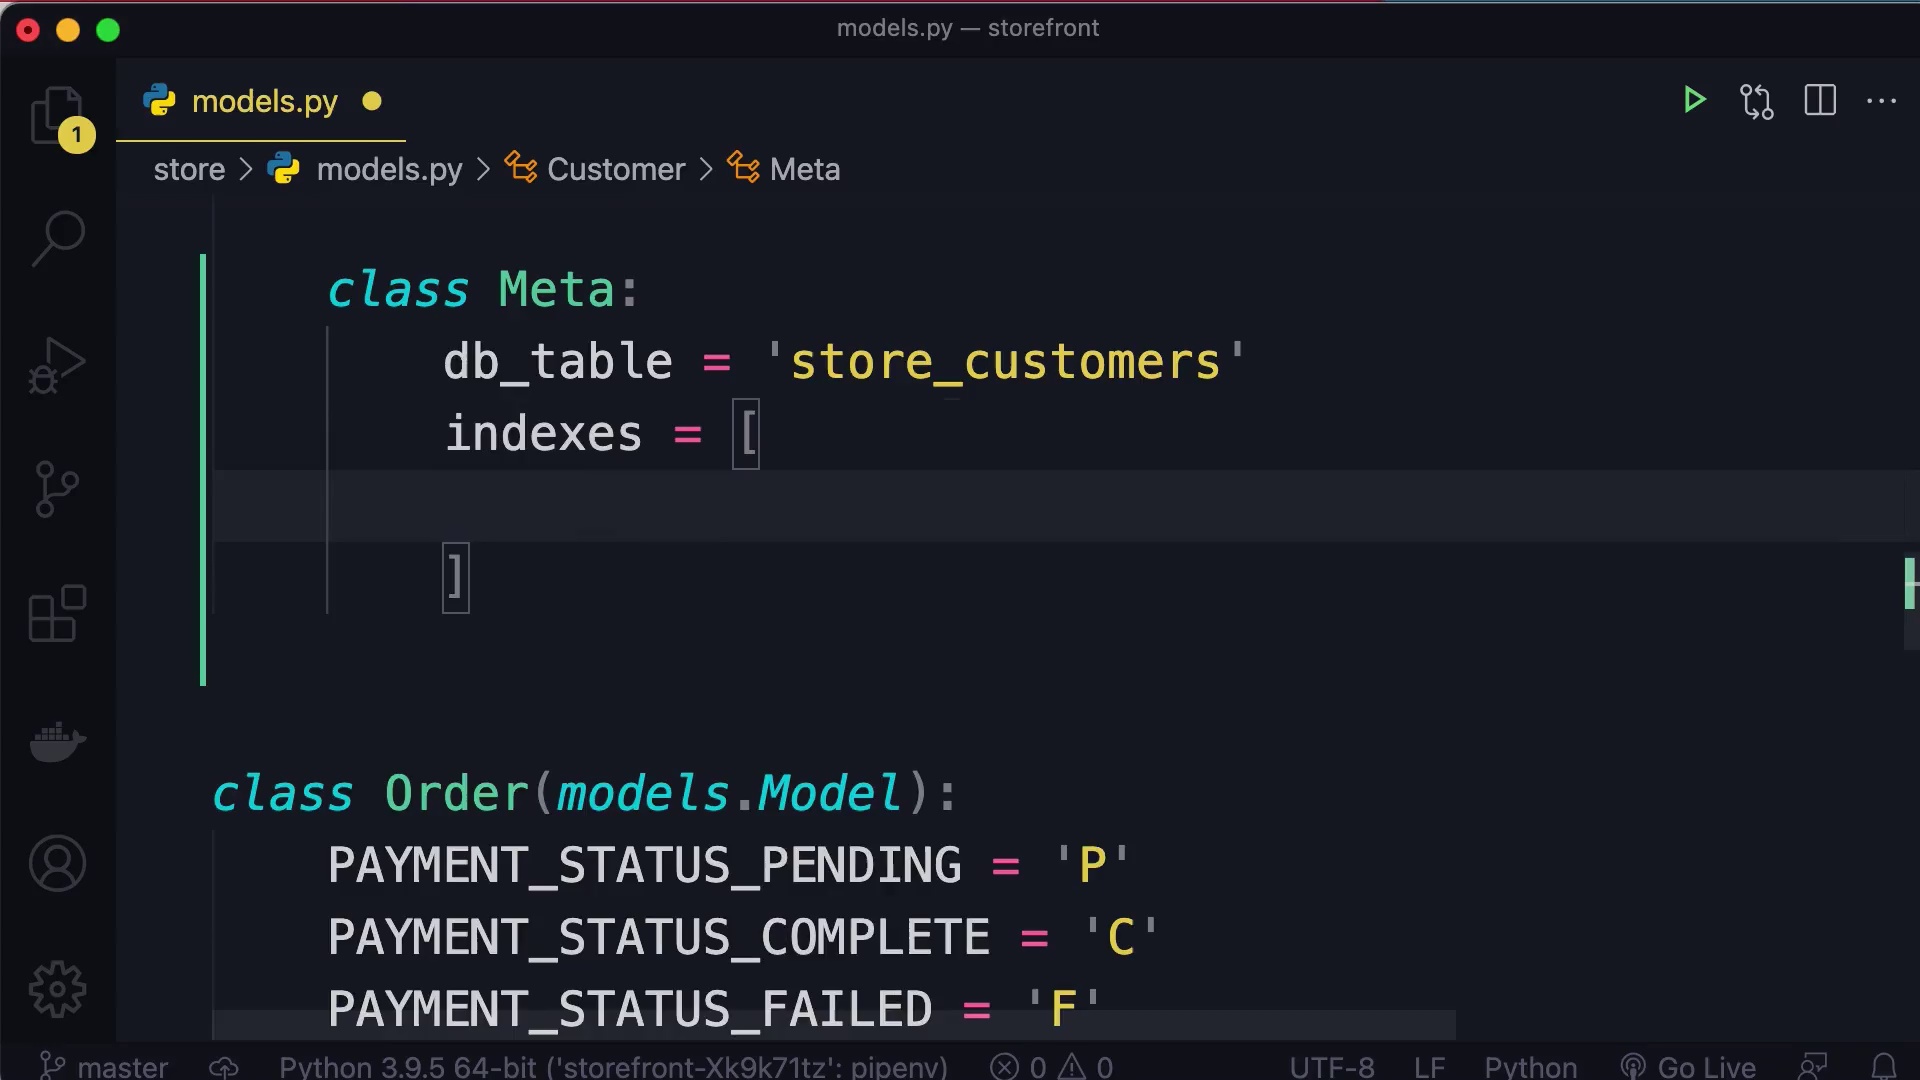 models.py — storefront
models.py
1
store > models.py > Customer > Meta
class Meta:
db_table = 'store_customers'
indexes = [
]
class Order(models.Model):
PAYMENT_STATUS_PENDING = 'P'
PAYMENT_STATUS_COMPLETE = 'C'
PAYMENT_STATUS_FAILED = 'F'
master Python 3.9.5 64-bit ('storefront-Xk9k71tz': pipenv) 0 0 UTF-8 LF Python Go Live